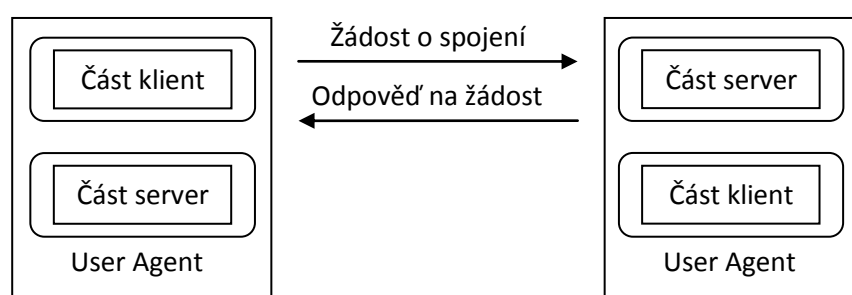 Žádost o spojení
Část klient
Část server
Odpověď na žádost
Část server
Část klient
User Agent
User Agent